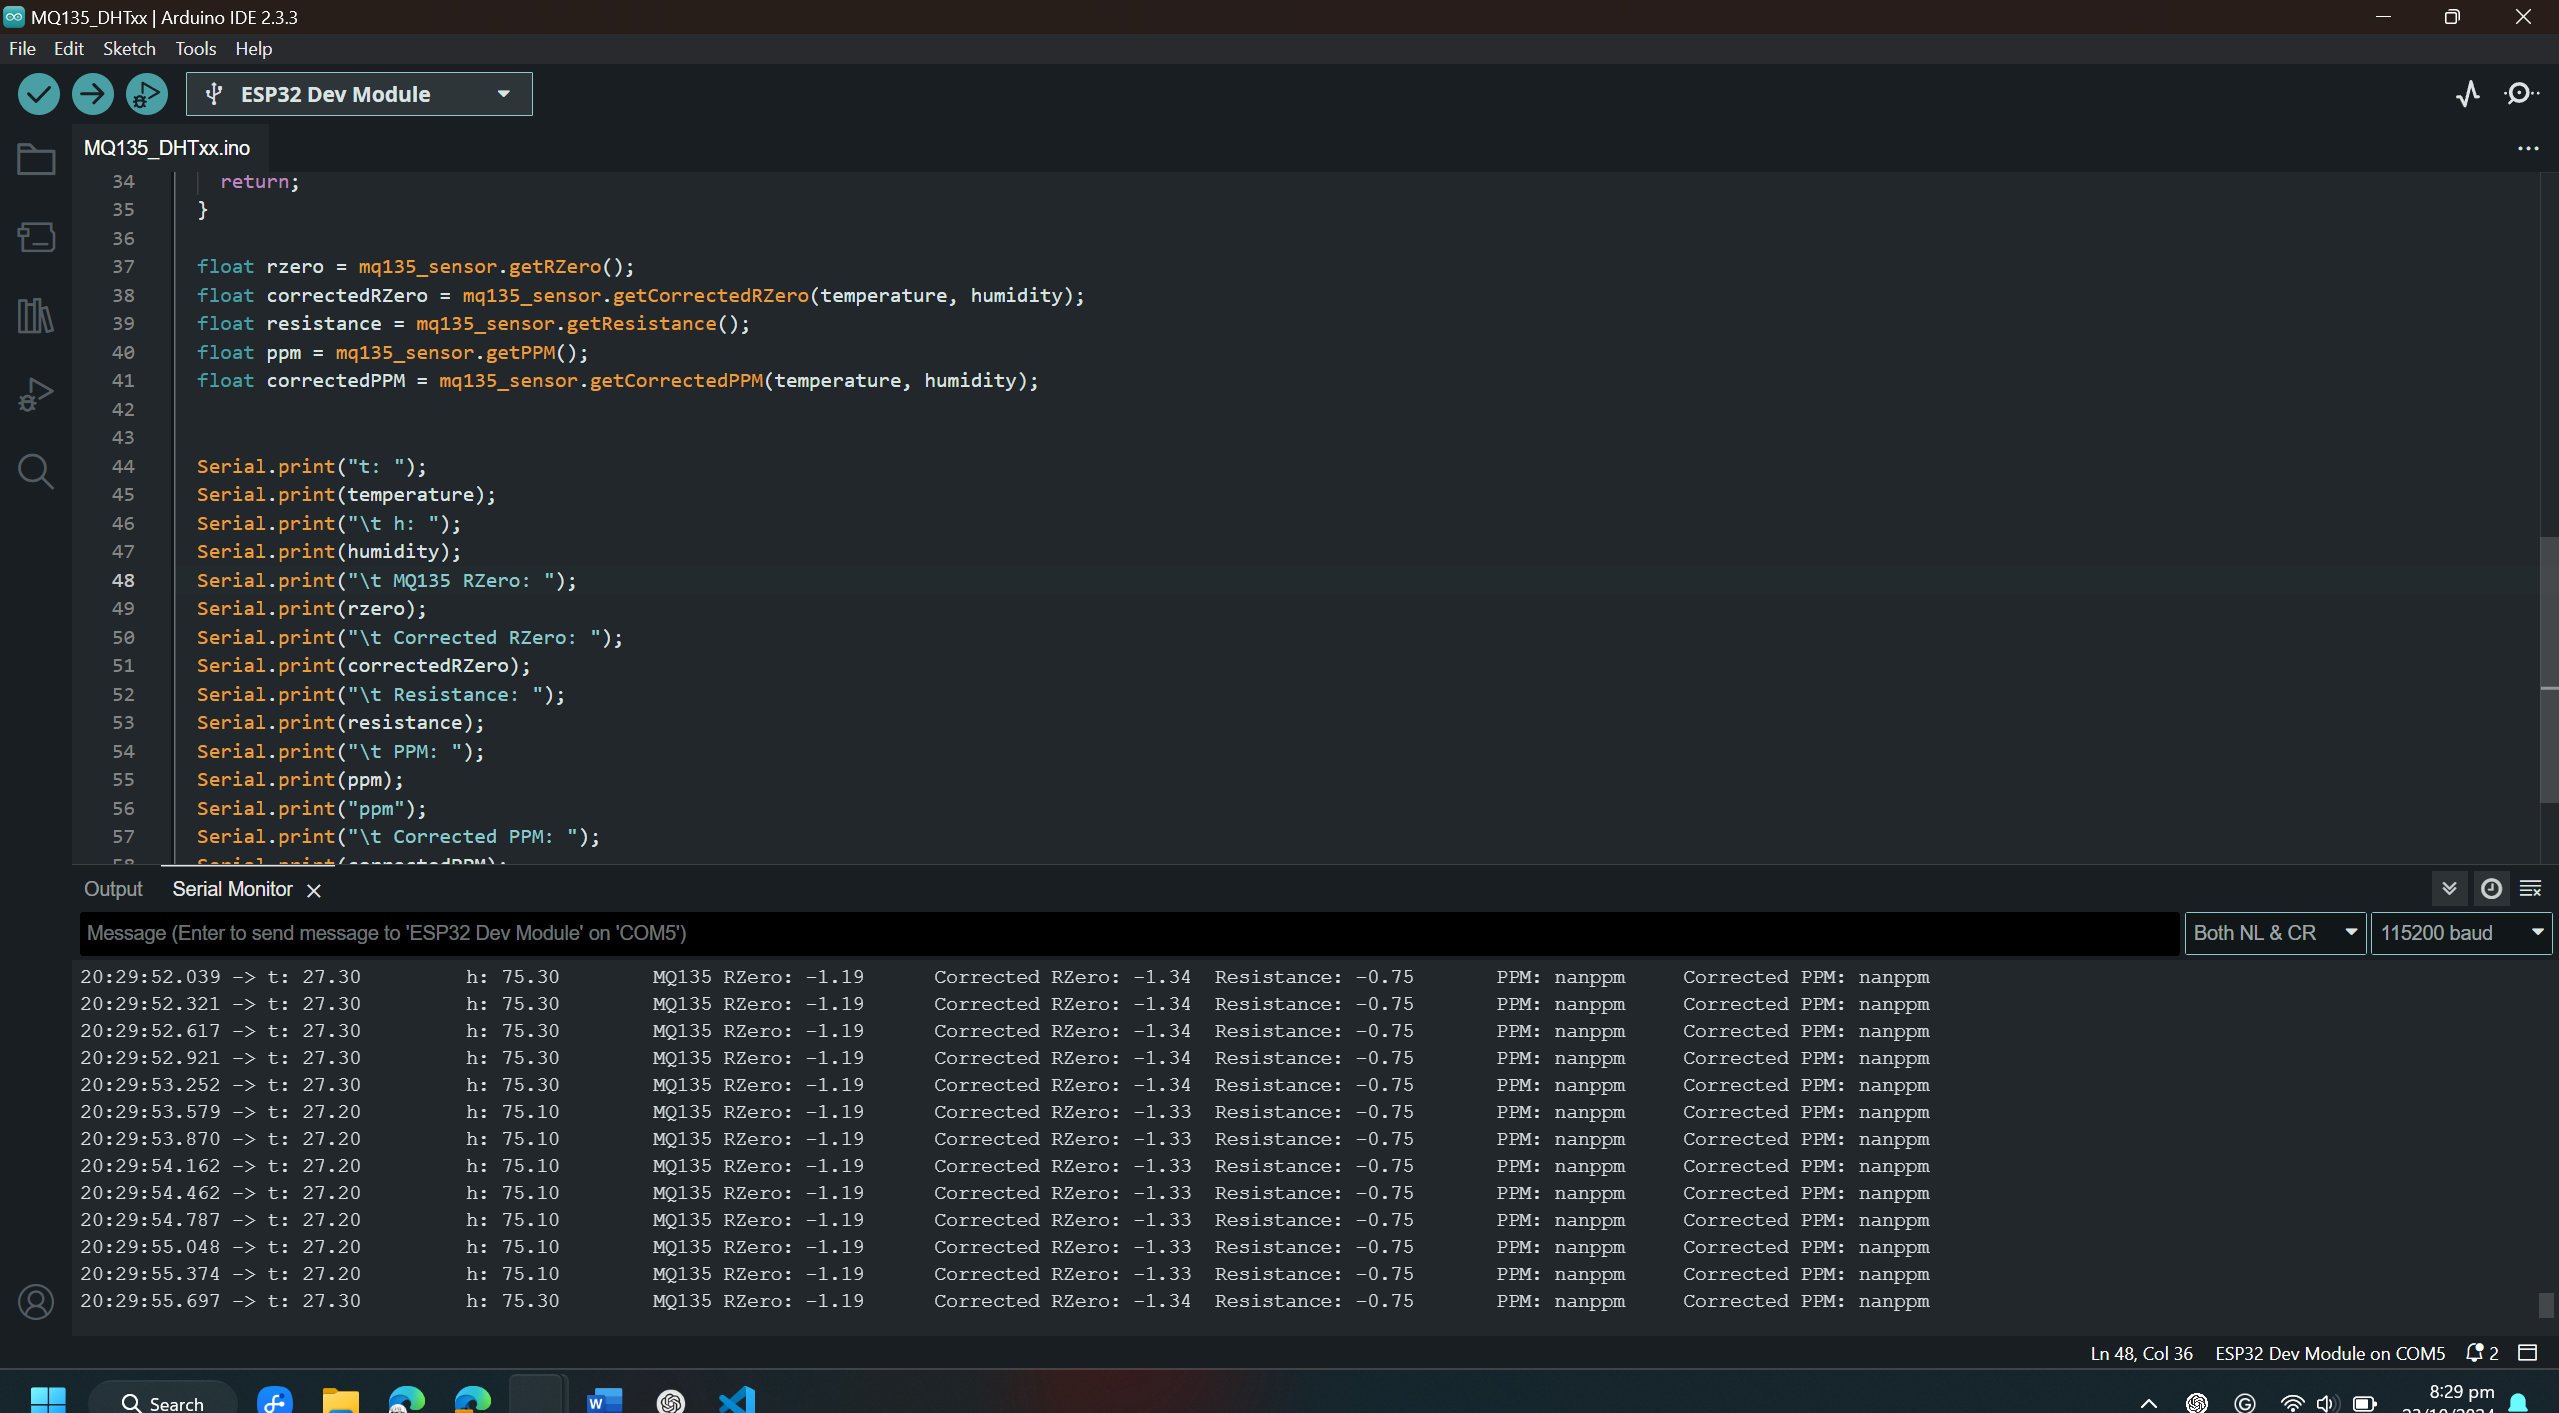 MQ135_DHTxx | Arduino IDE 2.3.3
File Edit Sketch Tools Help
ESP32 Dev Module
MQ135_DHTxx.ino
34 return;
35 }
36
37 float rzero = mq135_sensor.getRZero();
38 float correctedRZero = mq135_sensor.getCorrectedRZero(temperature, humidity);
39 float resistance = mq135_sensor.getResistance();
40 float ppm = mq135_sensor.getPPM();
41 float correctedPPM = mq135_sensor.getCorrectedPPM(temperature, humidity);
42
43
44 Serial.print("t: ");
45 Serial.print(temperature);
46 Serial.print("\t h: ");
47 Serial.print(humidity);
48 Serial.print("\t MQ135 RZero: ");
49 Serial.print(rzero);
50 Serial.print("\t Corrected RZero: ");
51 Serial.print(correctedRZero);
52 Serial.print("\t Resistance: ");
53 Serial.print(resistance);
54 Serial.print("\t PPM: ");
55 Serial.print(ppm);
56 Serial.print("ppm");
57 Serial.print("\t Corrected PPM: ");
58 Serial.print(correctedPPM);
Output Serial Monitor
Message (Enter to send message to 'ESP32 Dev Module' on 'COM5') Both NL & CR 115200 baud
20:29:52.039 -> t: 27.30 h: 75.30 MQ135 RZero: -1.19 Corrected RZero: -1.34 Resistance: -0.75 PPM: nanppm Corrected PPM: nanppm
20:29:52.321 -> t: 27.30 h: 75.30 MQ135 RZero: -1.19 Corrected RZero: -1.34 Resistance: -0.75 PPM: nanppm Corrected PPM: nanppm
20:29:52.617 -> t: 27.30 h: 75.30 MQ135 RZero: -1.19 Corrected RZero: -1.34 Resistance: -0.75 PPM: nanppm Corrected PPM: nanppm
20:29:52.921 -> t: 27.30 h: 75.30 MQ135 RZero: -1.19 Corrected RZero: -1.34 Resistance: -0.75 PPM: nanppm Corrected PPM: nanppm
20:29:53.252 -> t: 27.30 h: 75.30 MQ135 RZero: -1.19 Corrected RZero: -1.34 Resistance: -0.75 PPM: nanppm Corrected PPM: nanppm
20:29:53.579 -> t: 27.20 h: 75.10 MQ135 RZero: -1.19 Corrected RZero: -1.33 Resistance: -0.75 PPM: nanppm Corrected PPM: nanppm
20:29:53.870 -> t: 27.20 h: 75.10 MQ135 RZero: -1.19 Corrected RZero: -1.33 Resistance: -0.75 PPM: nanppm Corrected PPM: nanppm
20:29:54.162 -> t: 27.20 h: 75.10 MQ135 RZero: -1.19 Corrected RZero: -1.33 Resistance: -0.75 PPM: nanppm Corrected PPM: nanppm
20:29:54.462 -> t: 27.20 h: 75.10 MQ135 RZero: -1.19 Corrected RZero: -1.33 Resistance: -0.75 PPM: nanppm Corrected PPM: nanppm
20:29:54.787 -> t: 27.20 h: 75.10 MQ135 RZero: -1.19 Corrected RZero: -1.33 Resistance: -0.75 PPM: nanppm Corrected PPM: nanppm
20:29:55.048 -> t: 27.20 h: 75.10 MQ135 RZero: -1.19 Corrected RZero: -1.33 Resistance: -0.75 PPM: nanppm Corrected PPM: nanppm
20:29:55.374 -> t: 27.20 h: 75.10 MQ135 RZero: -1.19 Corrected RZero: -1.33 Resistance: -0.75 PPM: nanppm Corrected PPM: nanppm
20:29:55.697 -> t: 27.30 h: 75.30 MQ135 RZero: -1.19 Corrected RZero: -1.34 Resistance: -0.75 PPM: nanppm Corrected PPM: nanppm
Ln 48, Col 36 ESP32 Dev Module on COM5 2
Search
8:29 pm